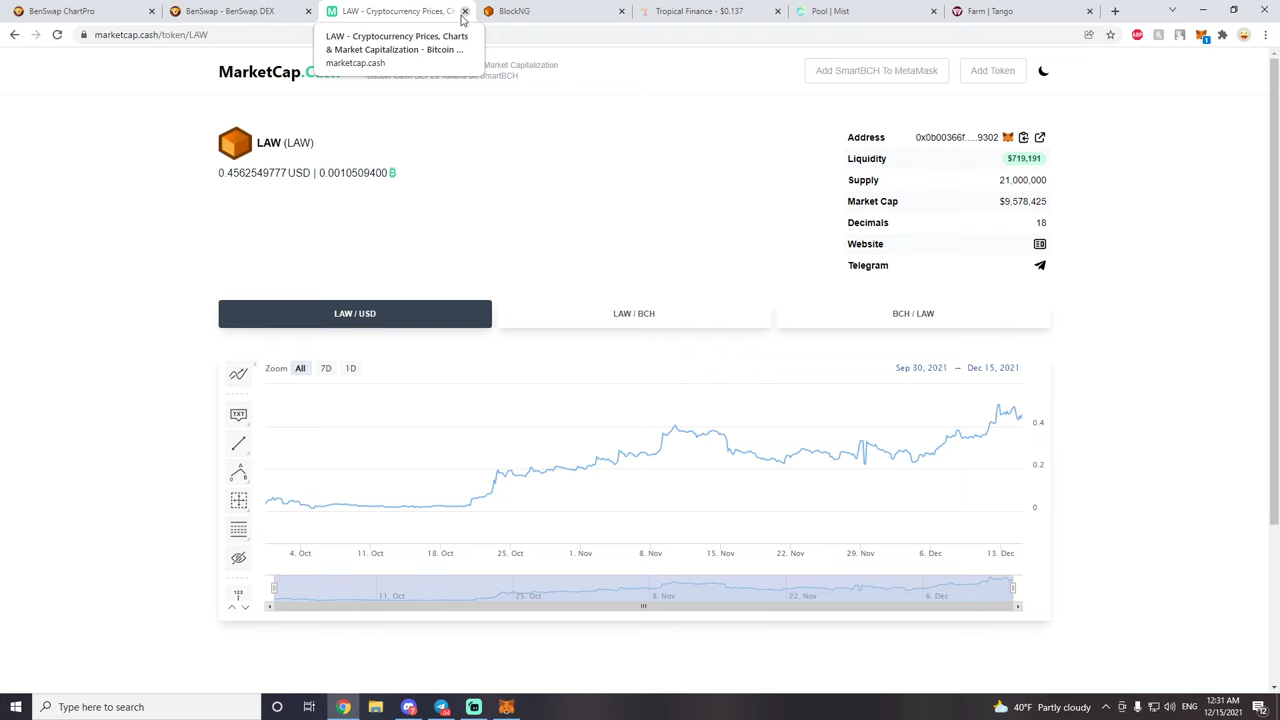 BenSwap ChartPro
BenSwap BenSwap DEX
LAW - Cryptocurrency Prices, Ch
BlockNG
Tropical Finance - $0.137
Pool | Mist
Farm | Tango
marketcap.cash/token/LAW
LAW - Cryptocurrency Prices, Charts
& Market Capitalization - Bitcoin ...
marketcap.cash
MarketCap.
Market Capitalization
SmartBCH
Add SmartBCH To MetaMask
Add Token
LAW (LAW)
0.4562549777 USD | 0.0010509400
Address 0x0b00366f.....9302
Liquidity $719,191
Supply 21,000,000
Market Cap $9,578,425
Decimals 18
Website
Telegram
LAW / USD
LAW / BCH
BCH / LAW
Zoom All 7D 1D
Sep 30, 2021 → Dec 15, 2021
TXT
0.4
0.2
0
4. Oct 11. Oct 18. Oct 25. Oct 1. Nov 8. Nov 15. Nov 22. Nov 29. Nov 6. Dec 13. Dec
11. Oct 25. Oct 8. Nov 22. Nov 6. Dec
123
Type here to search
40°F Partly cloudy
ENG
12:31 AM
12/15/2021